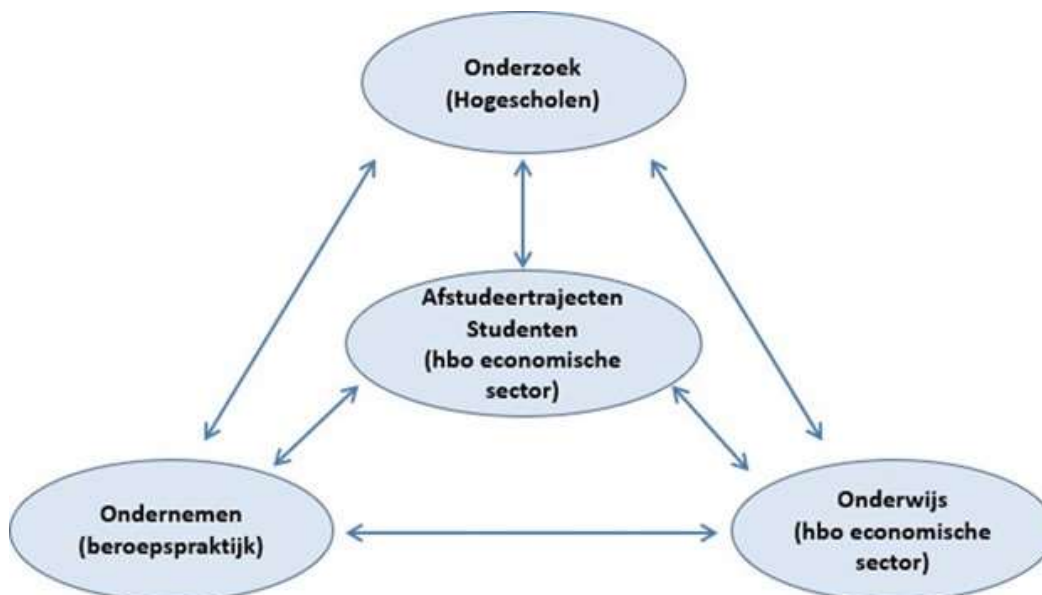 Onderzoek
(Hogescholen)
Afstudeertrajecten
Studenten
(hbo economische
sector)
Ondernemen
(beroepspraktijk)
Onderwijs
(hbo economische
sector)